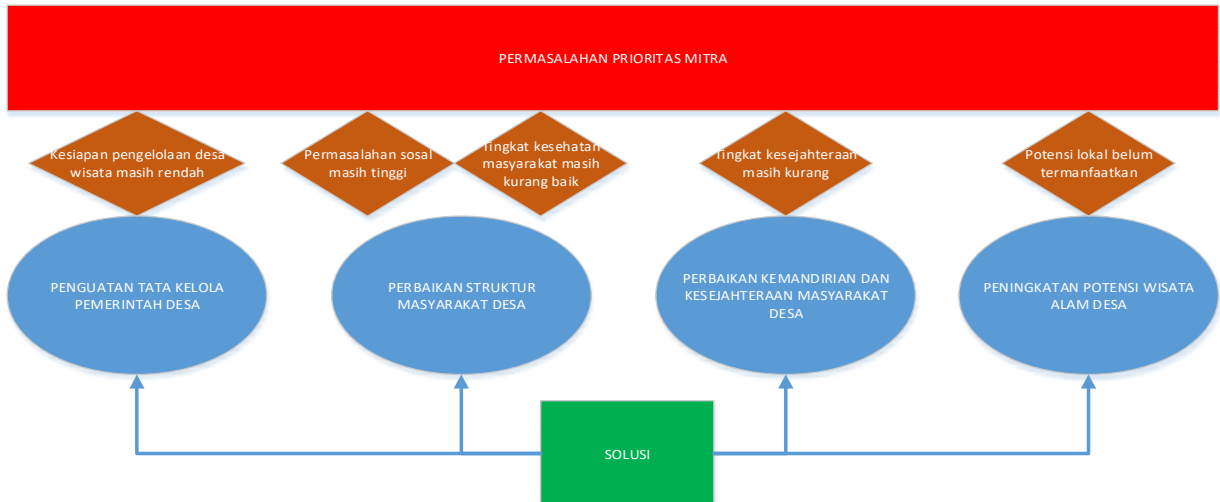 PERMASALAHAN PRIORITAS MITRA
Kesiapan pengelolaan desa
wisata masih rendah
Permasalahan sosal
masih tinggi
Tingkat kesehatan
masyarakat masih
kurang baik
Tingkat kesejahteraan
masih kurang
Potensi lokal belum
termanfaatkan
PENGUATAN TATA KELOLA
PEMERINTAH DESA
PERBAIKAN STRUKTUR
MASYARAKAT DESA
PERBAIKAN KEMANDIRIAN DAN
KESEJAHTERAAN MASYARAKAT
DESA
PENINGKATAN POTENSI WISATA
ALAM DESA
SOLUSI